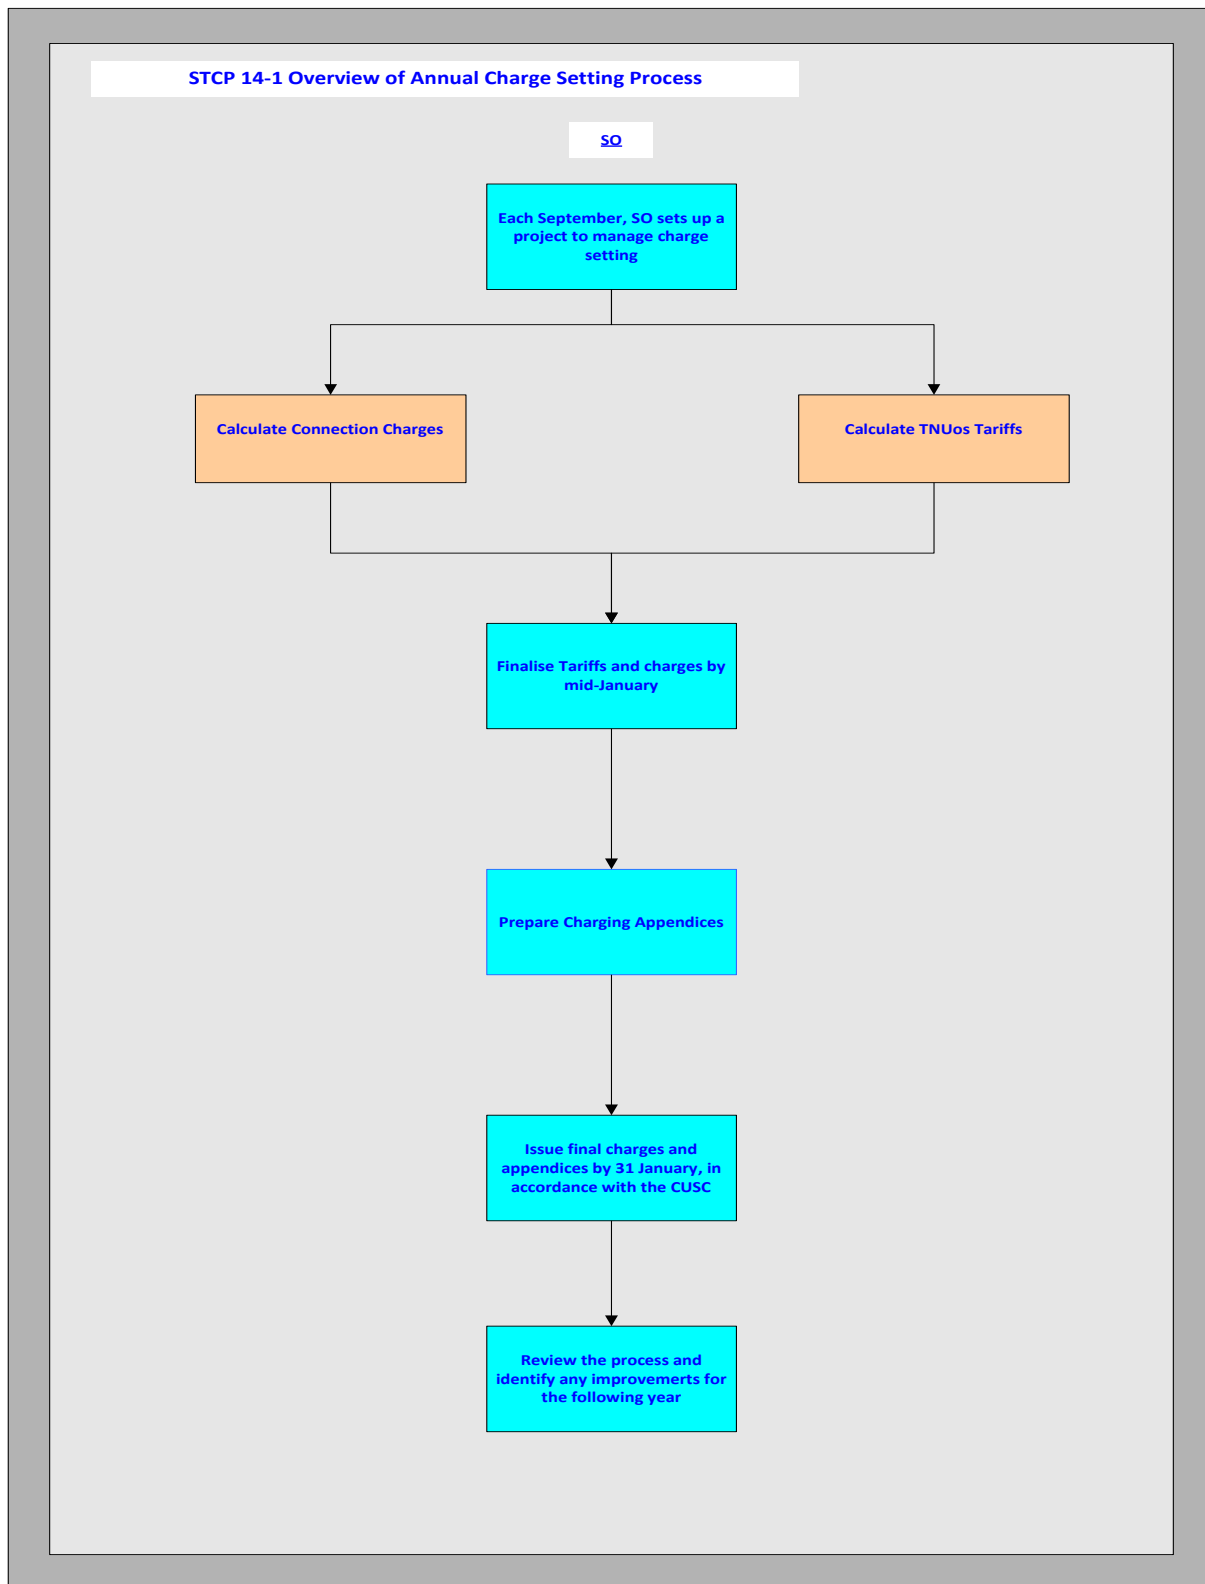 STCP 14-1 Overview of Annual Charge Setting Process
SO
Each September, SO sets up a
project to manage charge
setting
Calculate Connection Charges
Calculate TNUos Tariffs
Finalise Tariffs and charges by
mid-January
Prepare Charging Appendices
Issue final charges and
appendices by 31 January, in
accordance with the CUSC
Review the process and
identify any improvemerts for
the following year